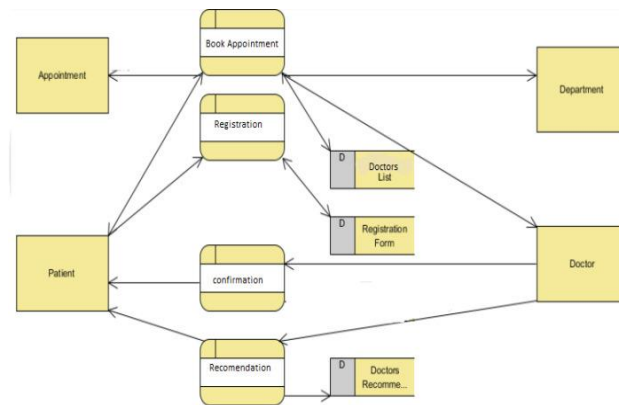 Book Appointment
Appointment
Department
Registration
D
Doctors
List
D
Registration
Form
Patient
confirmation
Doctor
Recomendation
D
Doctors
Recomme...